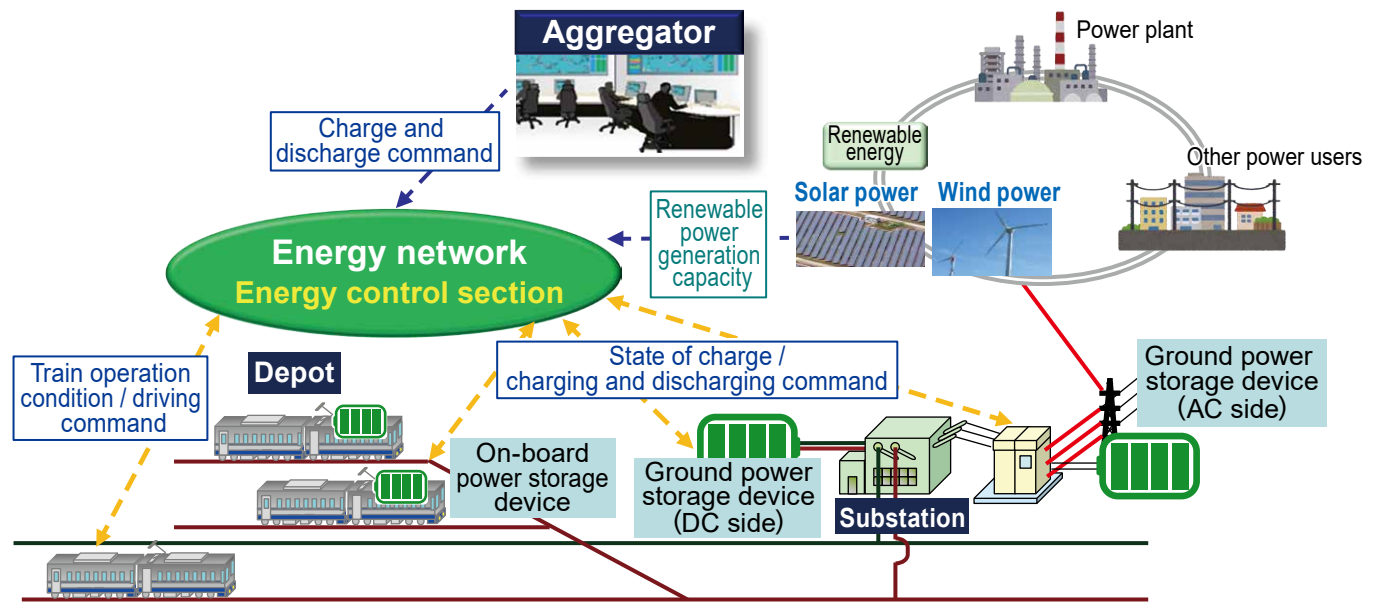 Aggregator
Power plant
Charge and
discharge command
Renewable
energy
Other power users
Solar power
Wind power
Renewable
power
generation
capacity
Energy network
Energy control section
Train operation
condition / driving
command
Depot
State of charge /
charging and discharging command
Ground power
storage device
(AC side)
On-board
power storage
device
Ground power
storage device
(DC side)
Substation